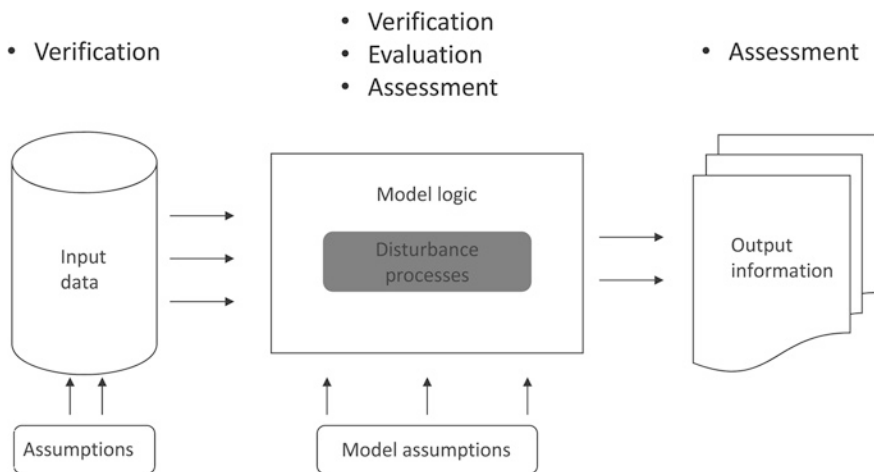 • Verification
• Verification
• Evaluation
• Assessment
• Assessment
Input
data
Model logic
Disturbance
processes
Output
information
Assumptions
Model assumptions